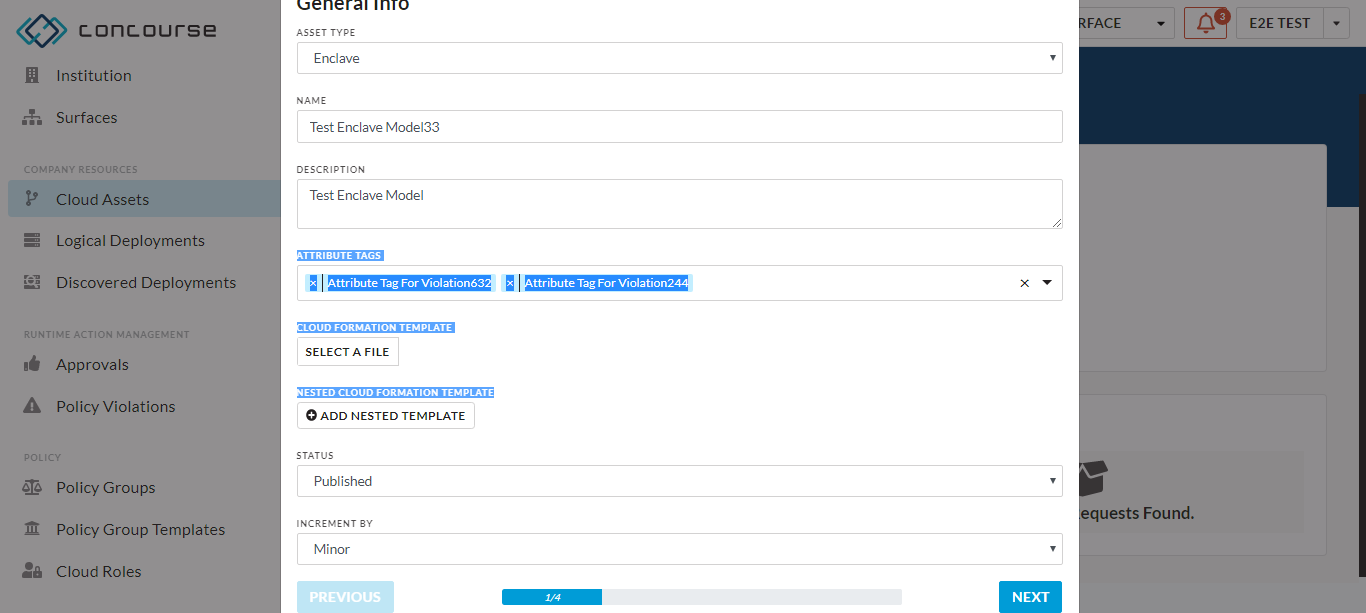 concourse
Institution
Surfaces
COMPANY RESOURCES
Cloud Assets
Logical Deployments
Discovered Deployments
RUNTIME ACTION MANAGEMENT
Approvals
Policy Violations
POLICY
Policy Groups
Policy Group Templates
Cloud Roles
General Info
ASSET TYPE
Enclave
NAME
Test Enclave Model33
DESCRIPTION
Test Enclave Model
ATTRIBUTE TAGS
× Attribute Tag For Violation632 × Attribute Tag For Violation244 ×
CLOUD FORMATION TEMPLATE
SELECT A FILE
NESTED CLOUD FORMATION TEMPLATE
ADD NESTED TEMPLATE
STATUS
Published
INCREMENT BY
Minor
PREVIOUS 1/4 NEXT
RFACE 3 E2E TEST
equests Found.